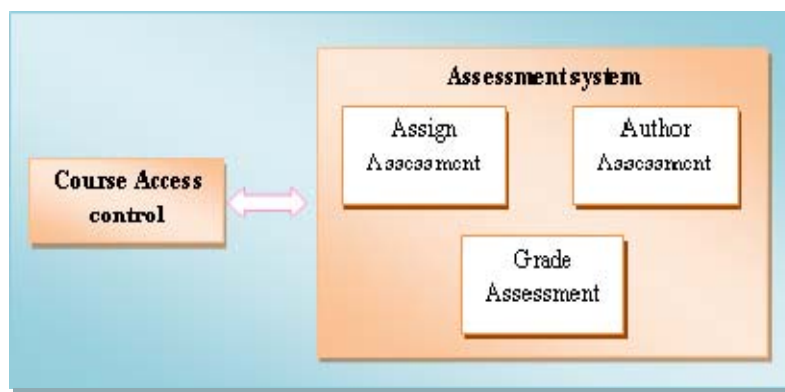 Assessment system
Assign
Assessment
Author
Assessment
Course Access
control
Grade
Assessment